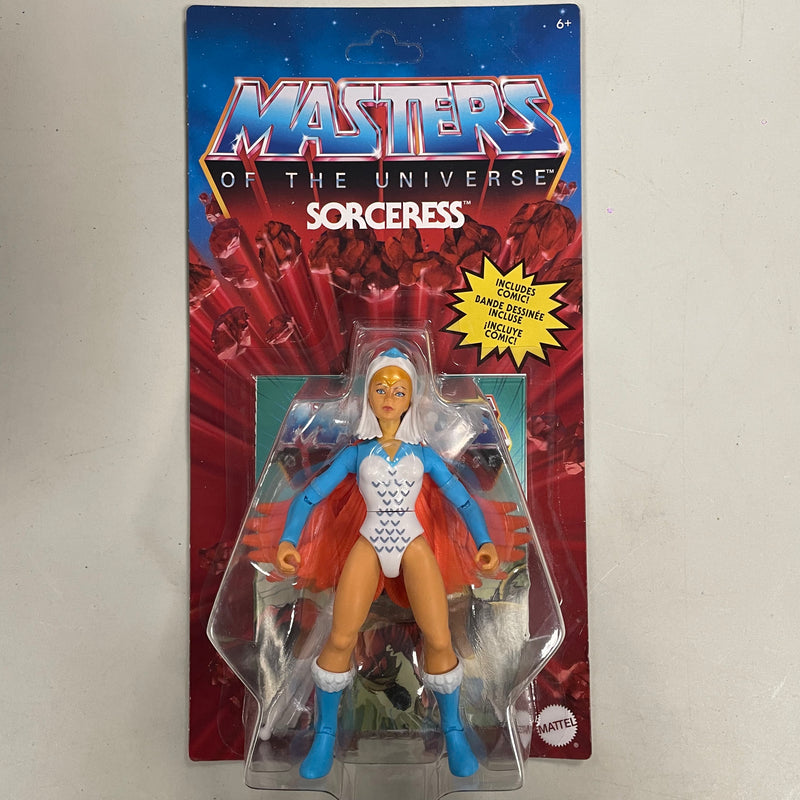 6+
MASTERS
OF THE UNIVERSE™
SORCERESS™
INCLUDES
COMIC!
BANDE DESSINÉE
INCLUSE
¡INCLUYE
CÓMIC!
MATTEL
®